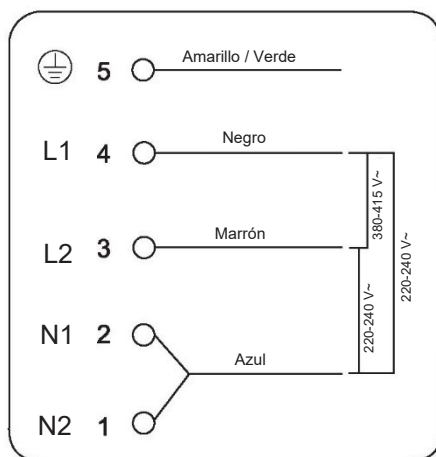 5 Amarillo / Verde
L1 4 Negro
L2 3 Marrón
N1 2
Azul
N2 1
380-415 V~
220-240 V~
220-240 V~